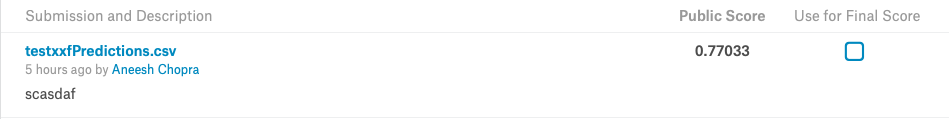 Submission and Description Public Score Use for Final Score
testxxfPredictions.csv 0.77033
5 hours ago by Aneesh Chopra
scasdaf